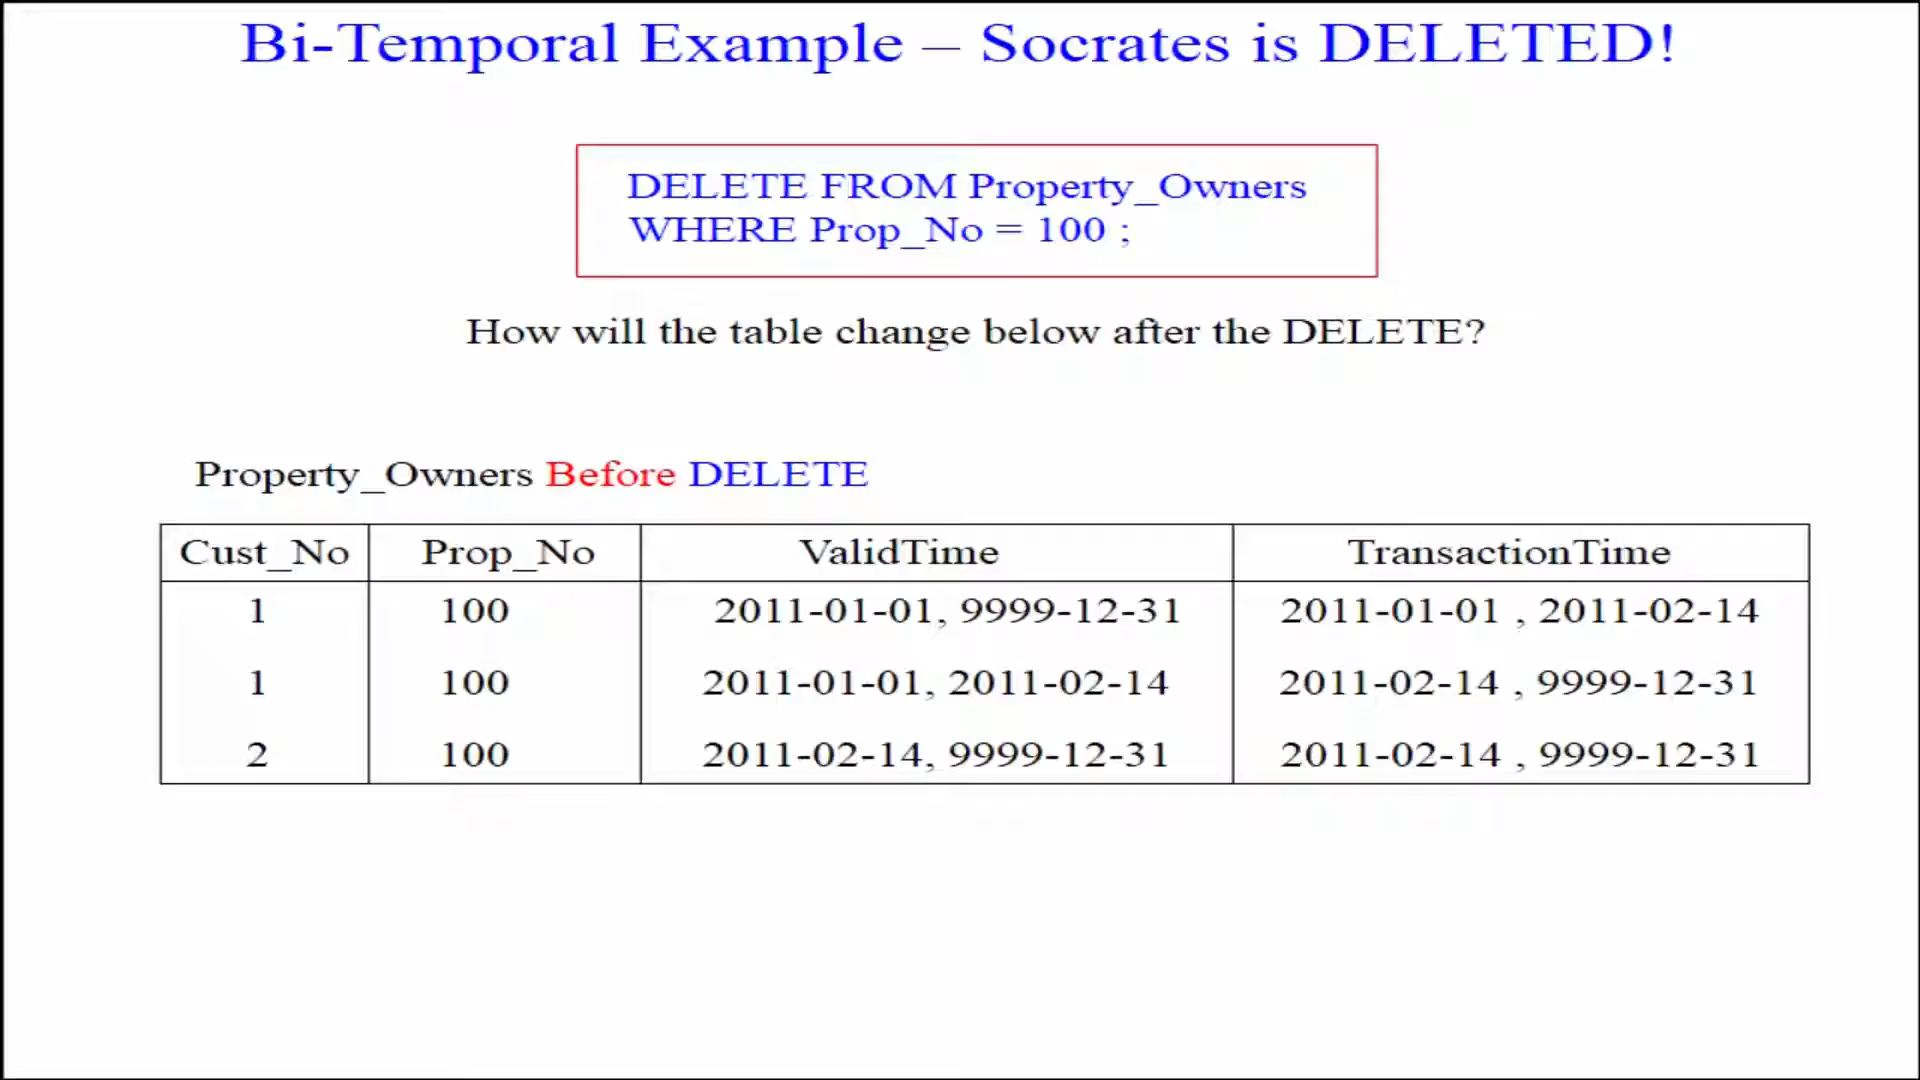 Bi-Temporal Example – Socrates is DELETED!
DELETE FROM Property_Owners
WHERE Prop_No = 100 ;
How will the table change below after the DELETE?
Property_Owners Before DELETE
Cust_No Prop_No ValidTime TransactionTime
1 100 2011-01-01, 9999-12-31 2011-01-01 , 2011-02-14
1 100 2011-01-01, 2011-02-14 2011-02-14 , 9999-12-31
2 100 2011-02-14, 9999-12-31 2011-02-14 , 9999-12-31